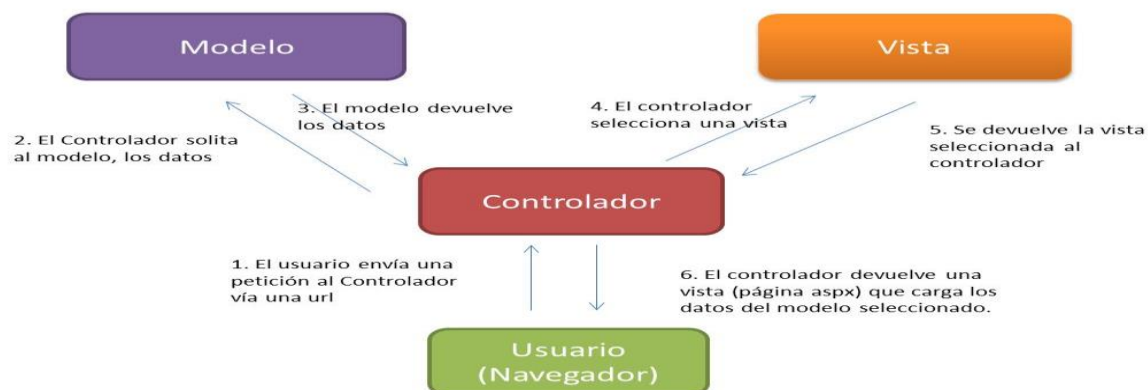 Modelo
Vista
3. El modelo devuelve
los datos
4. El controlador
selecciona una vista
2. El Controlador solita
al modelo, los datos
5. Se devuelve la vista
seleccionada al
controlador
Controlador
1. El usuario envía una
petición al Controlador
vía una url
6. El controlador devuelve una
vista (página aspx) que carga los
datos del modelo seleccionado.
Usuario
(Navegador)